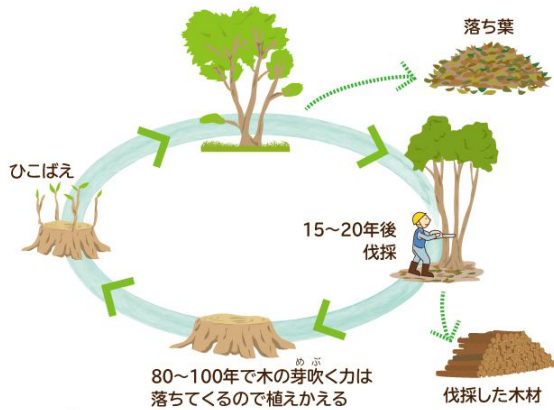 落ち葉
ひこばえ
15〜20年後
伐採
80〜100年で木の芽吹く力は
めぶ
落ちてくるので植えかえる
伐採した木材